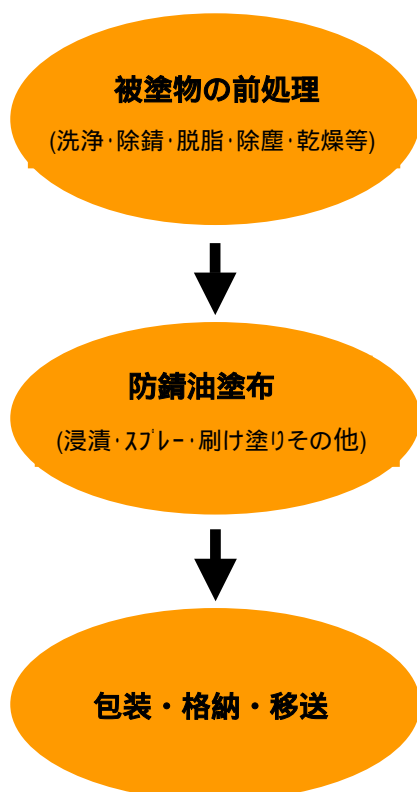 被塗物の前処理
(洗浄･除錆･脱脂･除塵･乾燥等)
防錆油塗布
(浸漬･ｽﾌﾟﾚｰ･刷け塗りその他)
包装・格納・移送